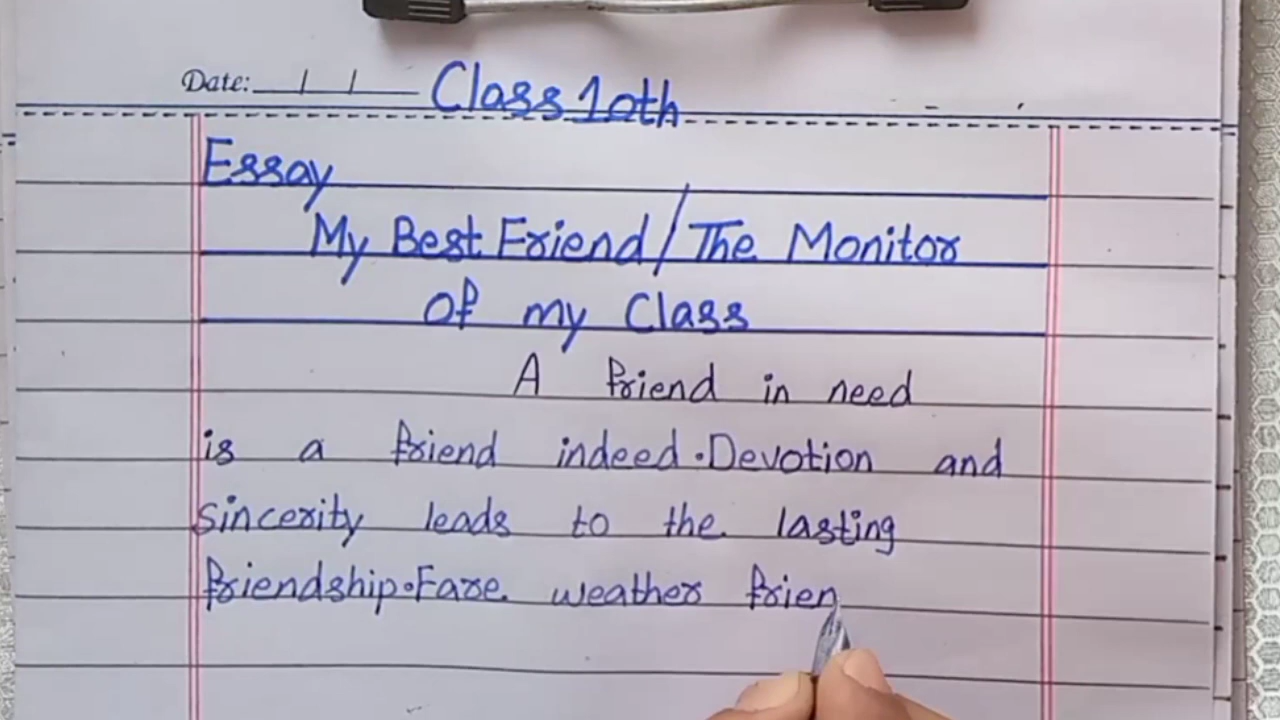 Date: / / Class 10th
Essay
My Best Friend/The Monitor
Of my Class
A friend in need
is a friend indeed. Devotion and
sincerity leads to the lasting
friendship. Fare weather frien